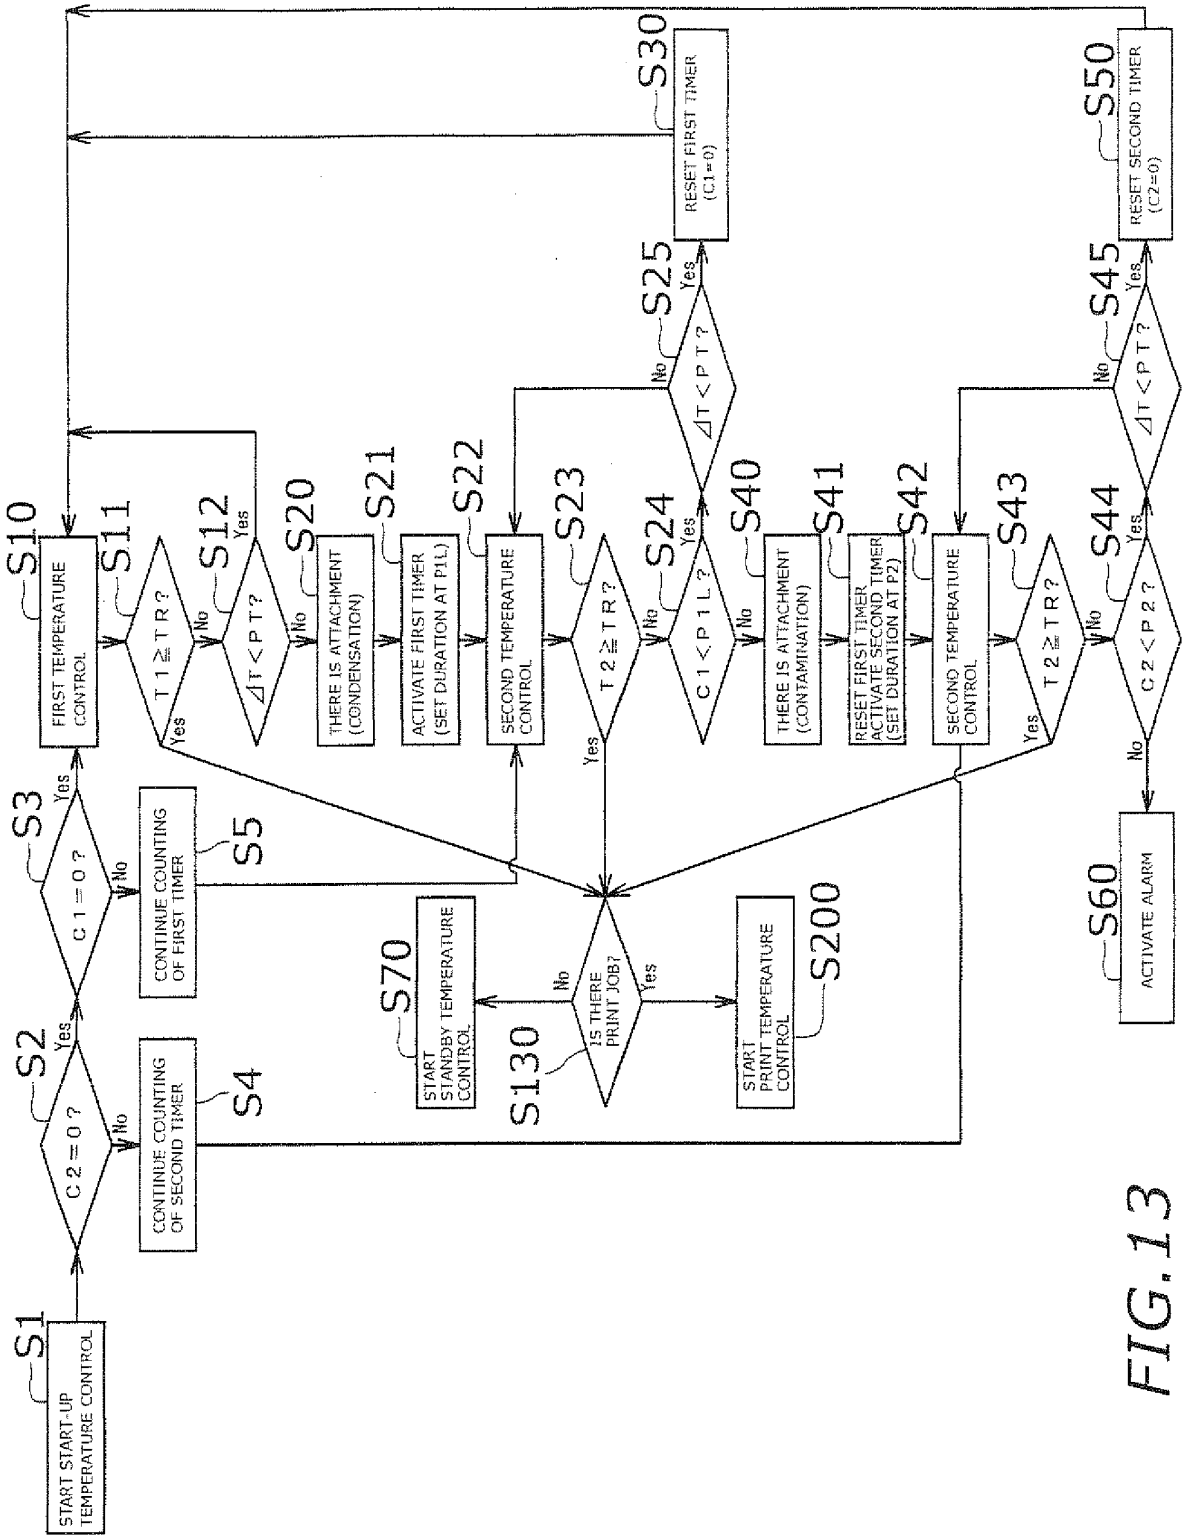 S1
START START-UP
TEMPERATURE CONTROL
S2
C2=0?
Yes
No
S3
C1=0?
Yes
No
S4
CONTINUE COUNTING
OF SECOND TIMER
S5
CONTINUE COUNTING
OF FIRST TIMER
S10
FIRST TEMPERATURE
CONTROL
S11
T1≧TR?
Yes
No
S12
⊿T<PT?
Yes
No
S20
THERE IS ATTACHMENT
(CONDENSATION)
S21
ACTIVATE FIRST TIMER
(SET DURATION AT P1L)
S22
SECOND TEMPERATURE
CONTROL
S23
T2≧TR?
Yes
No
S24
C1<P1L?
Yes
No
S25
⊿T<PT?
Yes
No
S30
RESET FIRST TIMER
(C1=0)
S40
THERE IS ATTACHMENT
(CONTAMINATION)
S41
RESET FIRST TIMER
ACTIVATE SECOND TIMER
(SET DURATION AT P2)
S42
SECOND TEMPERATURE
CONTROL
S43
T2≧TR?
Yes
No
S44
C2<P2?
Yes
No
S45
⊿T<PT?
Yes
No
S50
RESET SECOND TIMER
(C2=0)
S60
ACTIVATE ALARM
S130
IS THERE
PRINT JOB?
No
Yes
S70
START
STANDBY TEMPERATURE
CONTROL
S200
START
PRINT TEMPERATURE
CONTROL
FIG.13